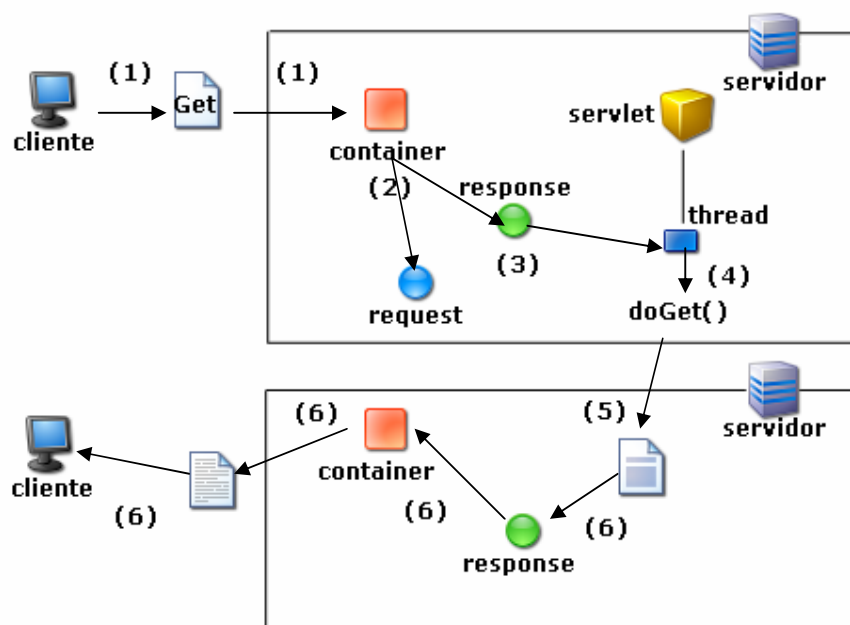 (1)
(1)
Get
cliente
servidor
servlet
container
(2)
response
thread
(3)
(4)
request
doGet()
(6)
(5)
servidor
container
cliente
(6)
(6)
(6)
response